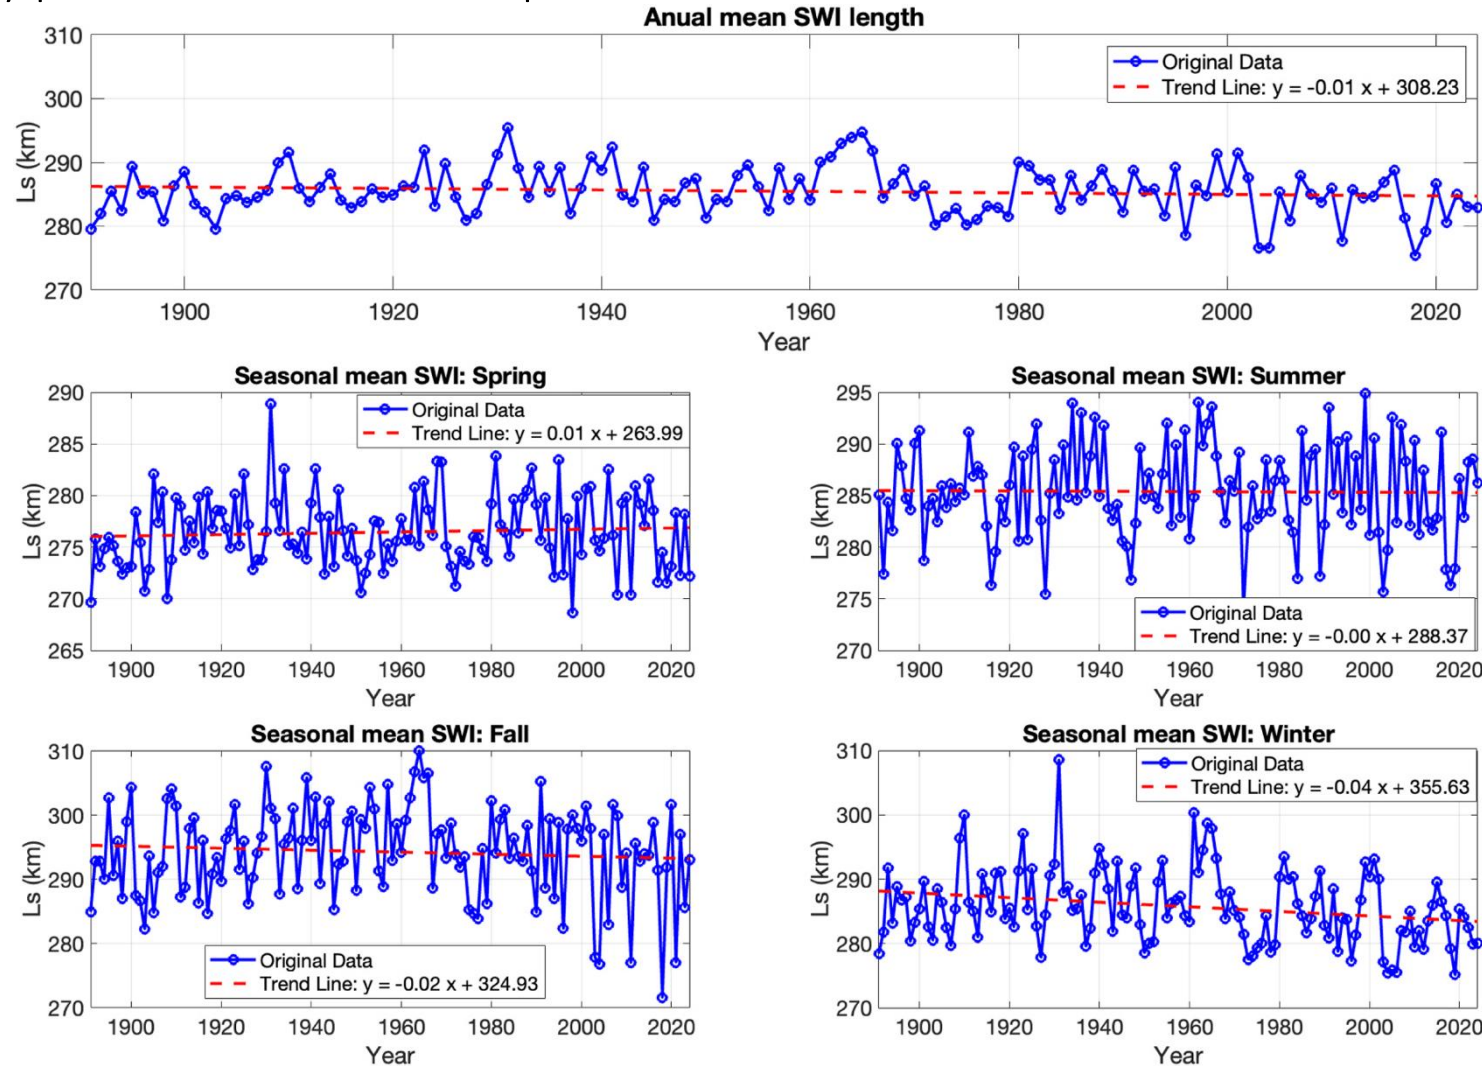 Anual mean SWI length
310
300
290
280
270
Ls (km)
Original Data
Trend Line: y = -0.01 x + 308.23
1900 1920 1940 1960 1980 2000 2020
Year
Seasonal mean SWI: Spring
290
285
280
275
270
265
Ls (km)
Original Data
Trend Line: y = 0.01 x + 263.99
1900 1920 1940 1960 1980 2000 2020
Year
Seasonal mean SWI: Summer
295
290
285
280
275
270
Ls (km)
Original Data
Trend Line: y = -0.00 x + 288.37
1900 1920 1940 1960 1980 2000 2020
Year
Seasonal mean SWI: Fall
310
300
290
280
270
Ls (km)
Original Data
Trend Line: y = -0.02 x + 324.93
1900 1920 1940 1960 1980 2000 2020
Year
Seasonal mean SWI: Winter
310
300
290
280
270
Ls (km)
Original Data
Trend Line: y = -0.04 x + 355.63
1900 1920 1940 1960 1980 2000 2020
Year